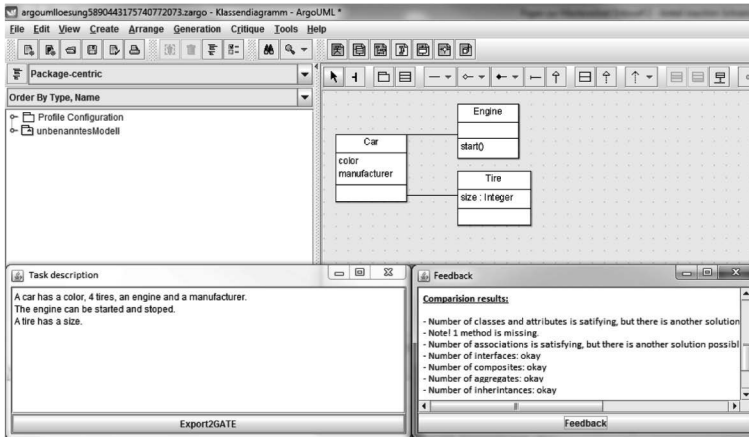 argoumlloesung5890443175740772073.zargo - Klassendiagramm - ArgoUML *
File Edit View Create Arrange Generation Critique Tools Help
Package-centric
Order By Type, Name
Profile Configuration
unbenanntesModell
Engine
start()
Car
color
manufacturer
Tire
size : Integer
Task description
A car has a color, 4 tires, an engine and a manufacturer.
The engine can be started and stoped.
A tire has a size.
Export2GATE
Feedback
Comparision results:
- Number of classes and attributes is satifying, but there is another solution
- Note! 1 method is missing.
- Number of associations is satisfying, but there is another solution possibl
- Number of interfaces: okay
- Number of composites: okay
- Number of aggregates: okay
- Number of inherintances: okay
Feedback